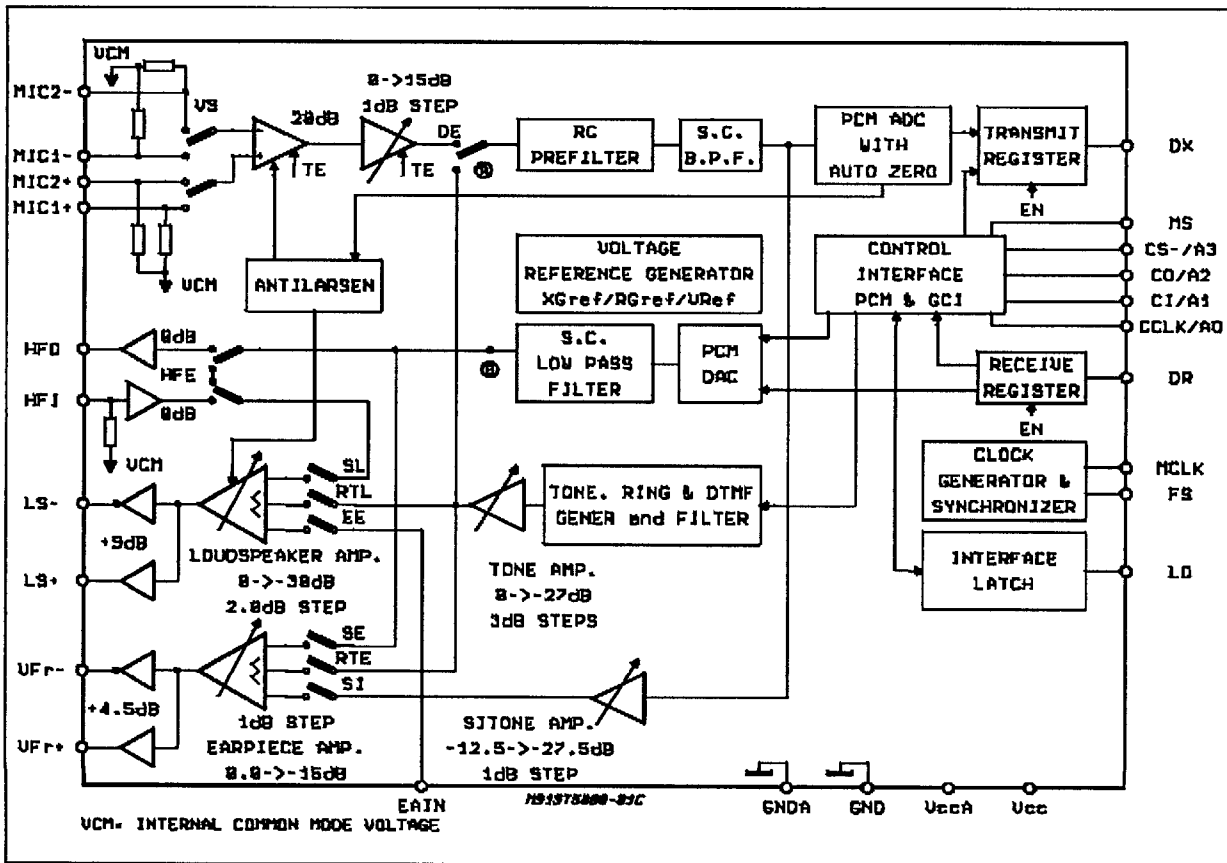 VCM
MIC2-
MIC1-
MIC2+
MIC1+
VS
VCM
20dB
TE
0->15dB
1dB STEP
TE
DE
RC
PREFILTER
S.C.
B.P.F.
PCM ADC
WITH
AUTO ZERO
TRANSMIT
REGISTER
EN
DX
MS
CS-/A3
CO/A2
CI/A1
CCLK/A0
DR
MCLK
FS
LO
ANTILARSEN
VOLTAGE
REFERENCE GENERATOR
XGref/RGref/VRef
CONTROL
INTERFACE
PCM & GCI
HFO
0dB
HFE
HFI
0dB
VCM
S.C.
LOW PASS
FILTER
PCM
DAC
RECEIVE
REGISTER
EN
CLOCK
GENERATOR &
SYNCHRONIZER
INTERFACE
LATCH
LS-
+9dB
LS+
SL
RTL
EE
LOUDSPEAKER AMP.
0->-30dB
2.0dB STEP
TONE. RING & DTMF
GENER and FILTER
TONE AMP.
0->-27dB
3dB STEPS
VFr-
+4.5dB
VFr+
SE
RTE
SI
1dB STEP
EARPIECE AMP.
0.0->-15dB
SITONE AMP.
-12.5->-27.5dB
1dB STEP
EAIN
GNDA
GND
VccA
Vcc
VCM= INTERNAL COMMON MODE VOLTAGE